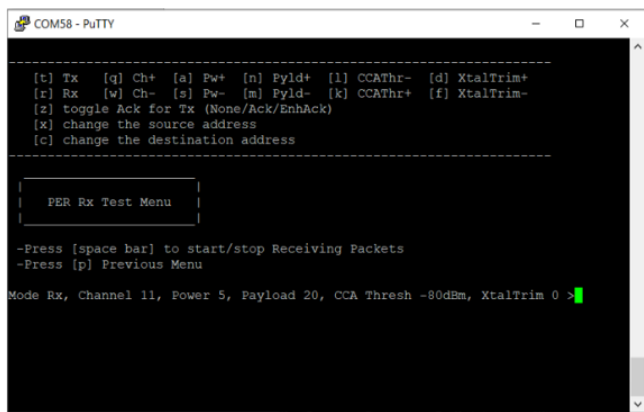 COM58 - PuTTY
[t] Tx [q] Ch+ [a] Pw+ [n] Pyld+ [l] CCAThr- [d] XtalTrim+
[r] Rx [w] Ch- [s] Pw- [m] Pyld- [k] CCAThr+ [f] XtalTrim-
[z] toggle Ack for Tx (None/Ack/EnhAck)
[x] change the source address
[c] change the destination address
PER Rx Test Menu
-Press [space bar] to start/stop Receiving Packets
-Press [p] Previous Menu
Mode Rx, Channel 11, Power 5, Payload 20, CCA Thresh -80dBm, XtalTrim 0 >